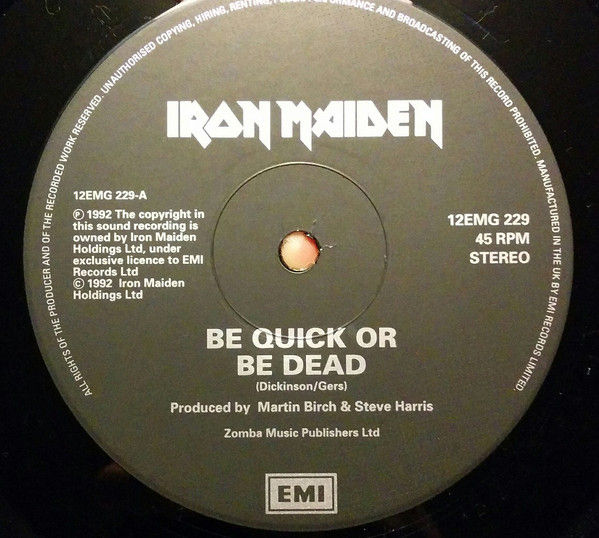 ALL RIGHTS OF THE PRODUCER AND OF THE RECORDED WORK RESERVED. UNAUTHORISED COPYING, HIRING, RENTING, PUBLIC PERFORMANCE AND BROADCASTING OF THIS RECORD PROHIBITED. MANUFACTURED IN THE UK BY EMI RECORDS LIMITED
IRON MAIDEN
12EMG 229-A
℗ 1992 The copyright in
this sound recording is
owned by Iron Maiden
Holdings Ltd, under
exclusive licence to EMI
Records Ltd
© 1992 Iron Maiden
Holdings Ltd
12EMG 229
45 RPM
STEREO
BE QUICK OR
BE DEAD
(Dickinson/Gers)
Produced by Martin Birch & Steve Harris
Zomba Music Publishers Ltd
EMI